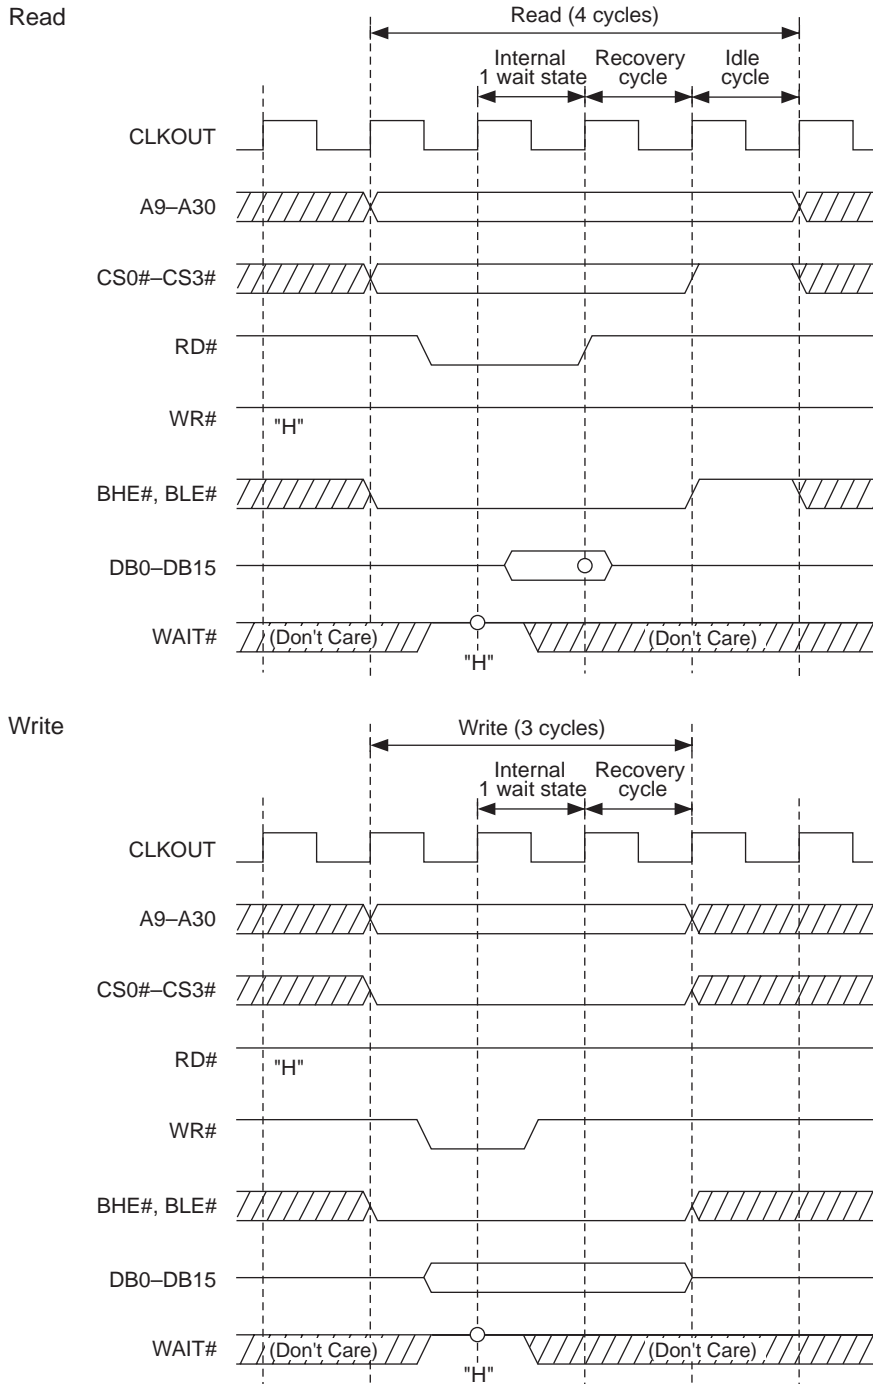 Read
Read (4 cycles)
Internal
1 wait state
Recovery
cycle
Idle
cycle
CLKOUT
A9–A30
CS0#–CS3#
RD#
WR#
"H"
BHE#, BLE#
DB0–DB15
WAIT#
(Don't Care)
(Don't Care)
"H"
Write
Write (3 cycles)
Internal
1 wait state
Recovery
cycle
CLKOUT
A9–A30
CS0#–CS3#
RD#
"H"
WR#
BHE#, BLE#
DB0–DB15
WAIT#
(Don't Care)
(Don't Care)
"H"